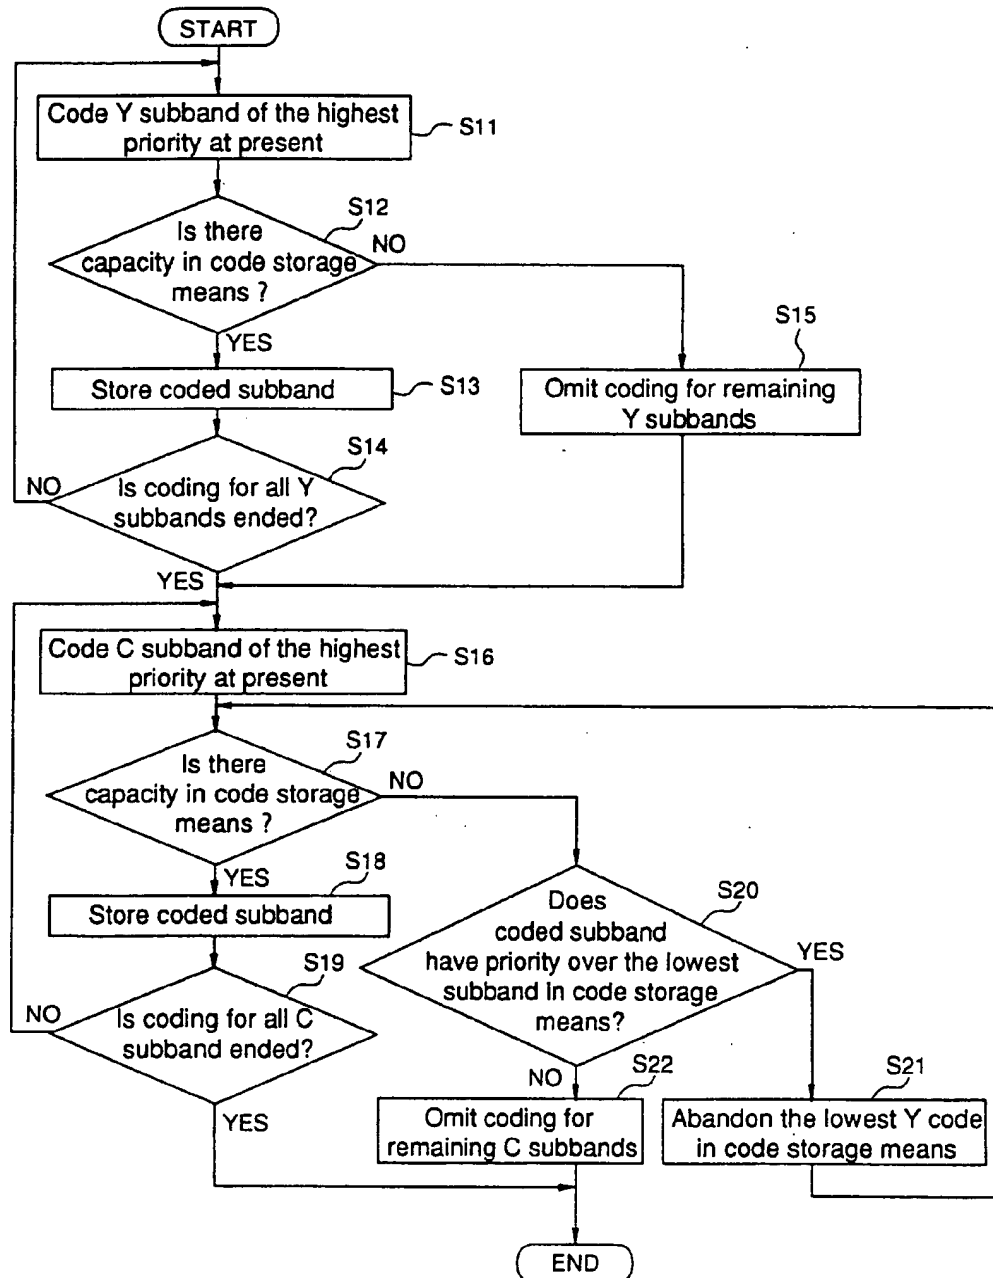 START
Code Y subband of the highest
priority at present
S11
S12
Is there
capacity in code storage
means ?
NO
YES
S15
Store coded subband
S13
Omit coding for remaining
Y subbands
S14
NO
Is coding for all Y
subbands ended?
YES
Code C subband of the highest
priority at present
S16
S17
Is there
capacity in code storage
means ?
NO
YES
S18
Store coded subband
S20
Does
coded subband
have priority over the lowest
subband in code storage
means?
YES
S19
NO
Is coding for all C
subband ended?
YES
NO
S22
Omit coding for
remaining C subbands
S21
Abandon the lowest Y code
in code storage means
END